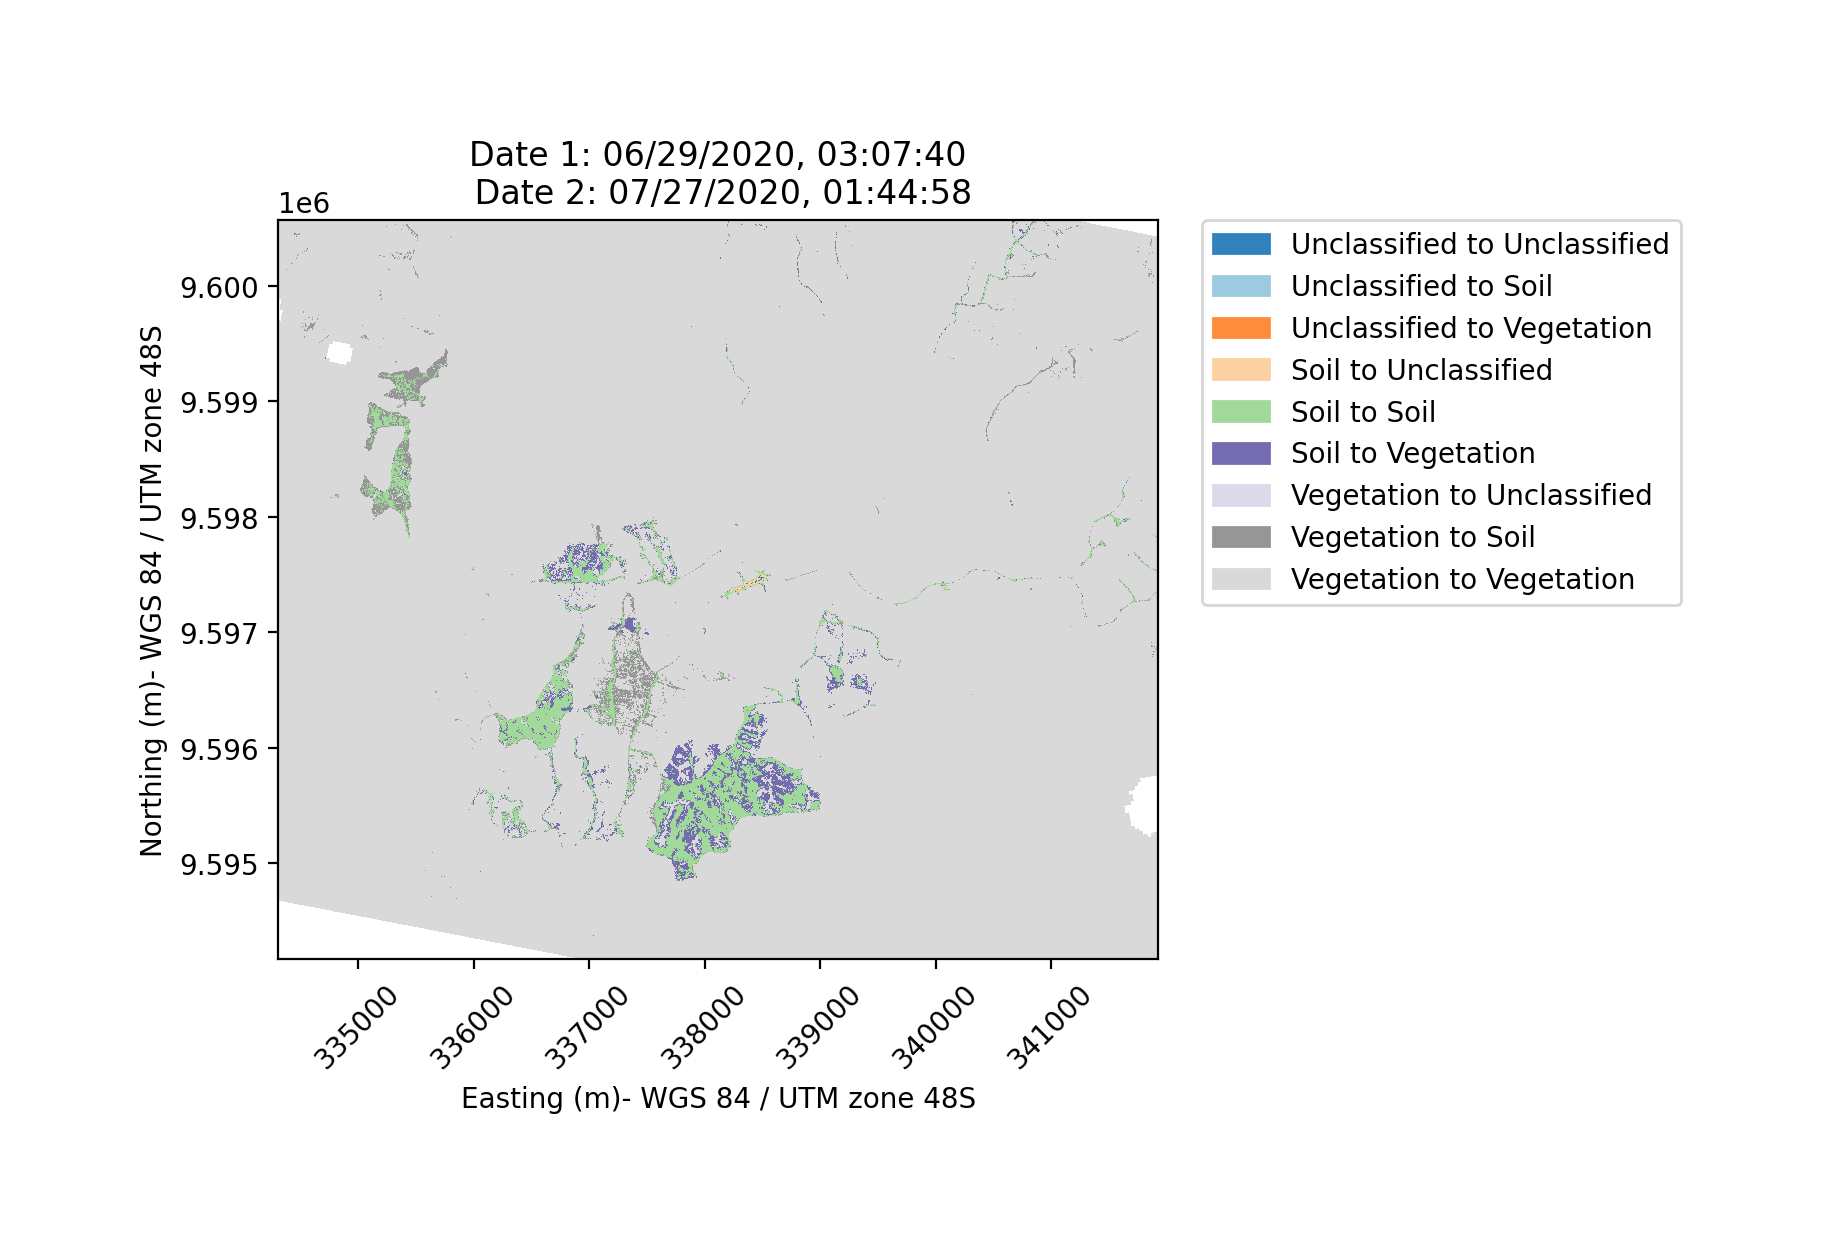 Date 1: 06/29/2020, 03:07:40
Date 2: 07/27/2020, 01:44:58
1e6
9.600
9.599
9.598
9.597
9.596
9.595
Northing (m)- WGS 84 / UTM zone 48S
335000
336000
337000
338000
339000
340000
341000
Easting (m)- WGS 84 / UTM zone 48S
Unclassified to Unclassified
Unclassified to Soil
Unclassified to Vegetation
Soil to Unclassified
Soil to Soil
Soil to Vegetation
Vegetation to Unclassified
Vegetation to Soil
Vegetation to Vegetation